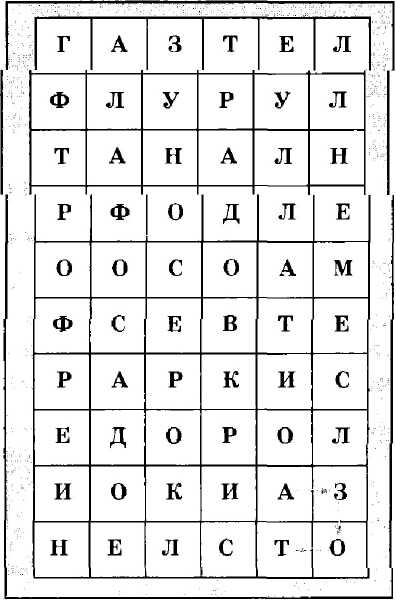 Г А З Т Е Л
Ф Л У Р У Л
Т А Н А Л Н
Р Ф О Д Л Е
О О С О А М
Ф С Е В Т Е
Р А Р К И С
Е Д О Р О Л
И О К И А З
Н Е Л С Т О